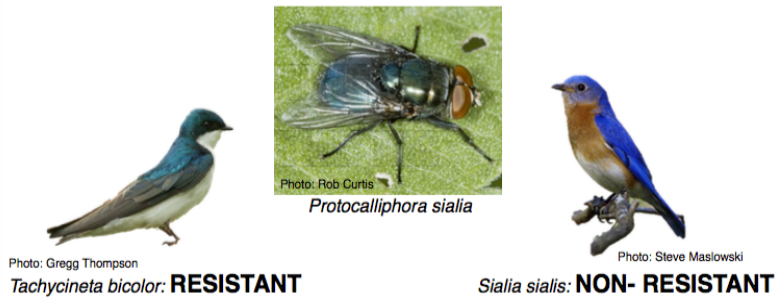 Photo: Rob Curtis
Protocalliphora sialia
Photo: Gregg Thompson
Photo: Steve Maslowski
Tachycineta bicolor: RESISTANT
Sialia sialis: NON- RESISTANT